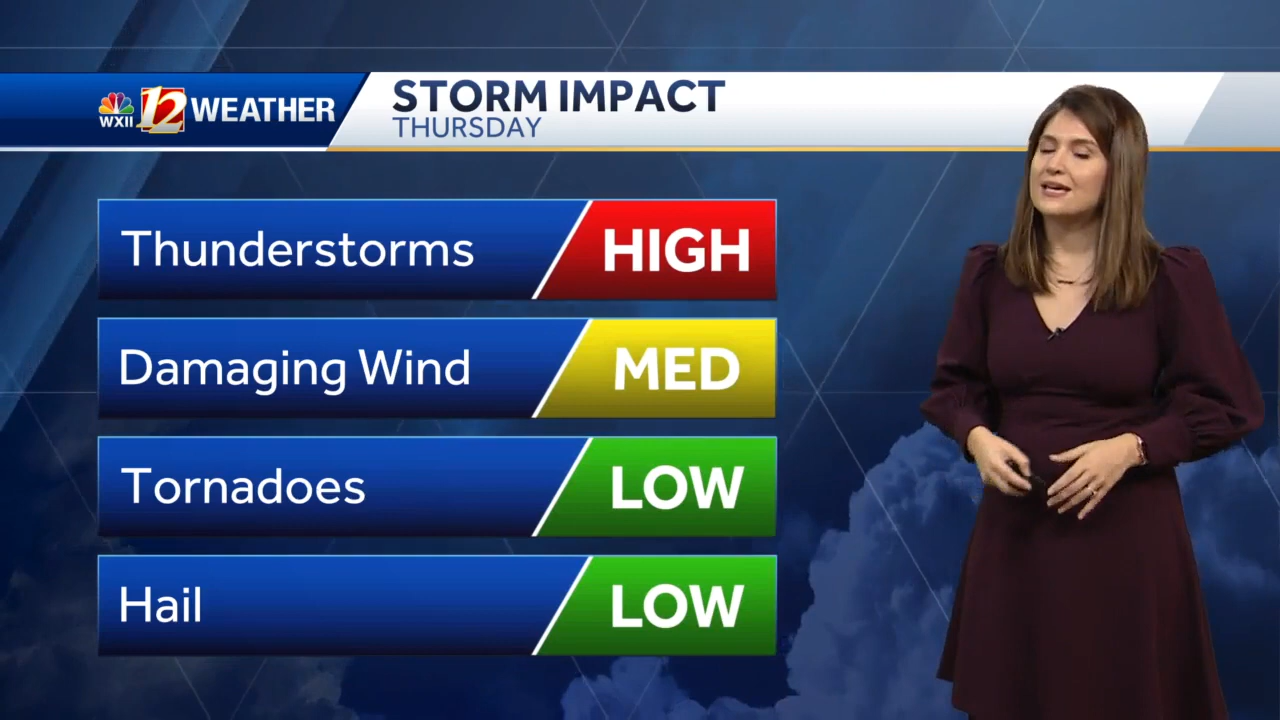 WXII 12 WEATHER
STORM IMPACT
THURSDAY
Thunderstorms HIGH
Damaging Wind MED
Tornadoes LOW
Hail LOW